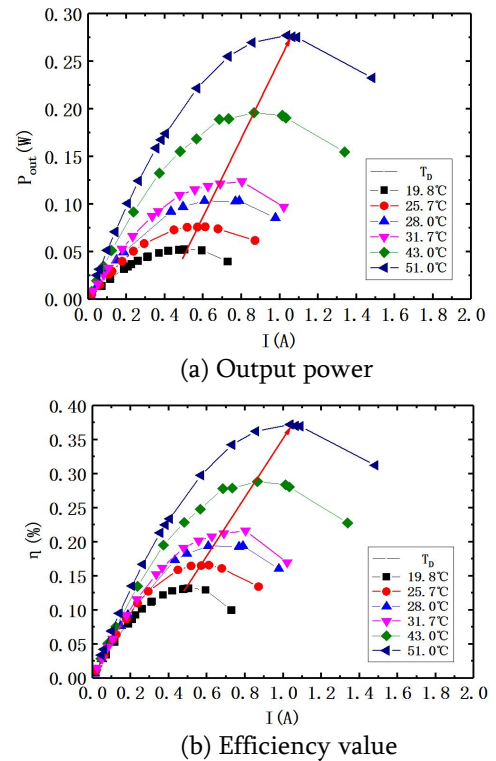 0.30
0.25
0.20
0.15
0.10
0.05
0.00
P_out(W)
T_D
19.8℃
25.7℃
28.0℃
31.7℃
43.0℃
51.0℃
0.0 0.2 0.4 0.6 0.8 1.0 1.2 1.4 1.6 1.8 2.0
I(A)
(a) Output power
0.40
0.35
0.30
0.25
0.20
0.15
0.10
0.05
0.00
η (%)
T_D
19.8℃
25.7℃
28.0℃
31.7℃
43.0℃
51.0℃
0.0 0.2 0.4 0.6 0.8 1.0 1.2 1.4 1.6 1.8 2.0
I(A)
(b) Efficiency value